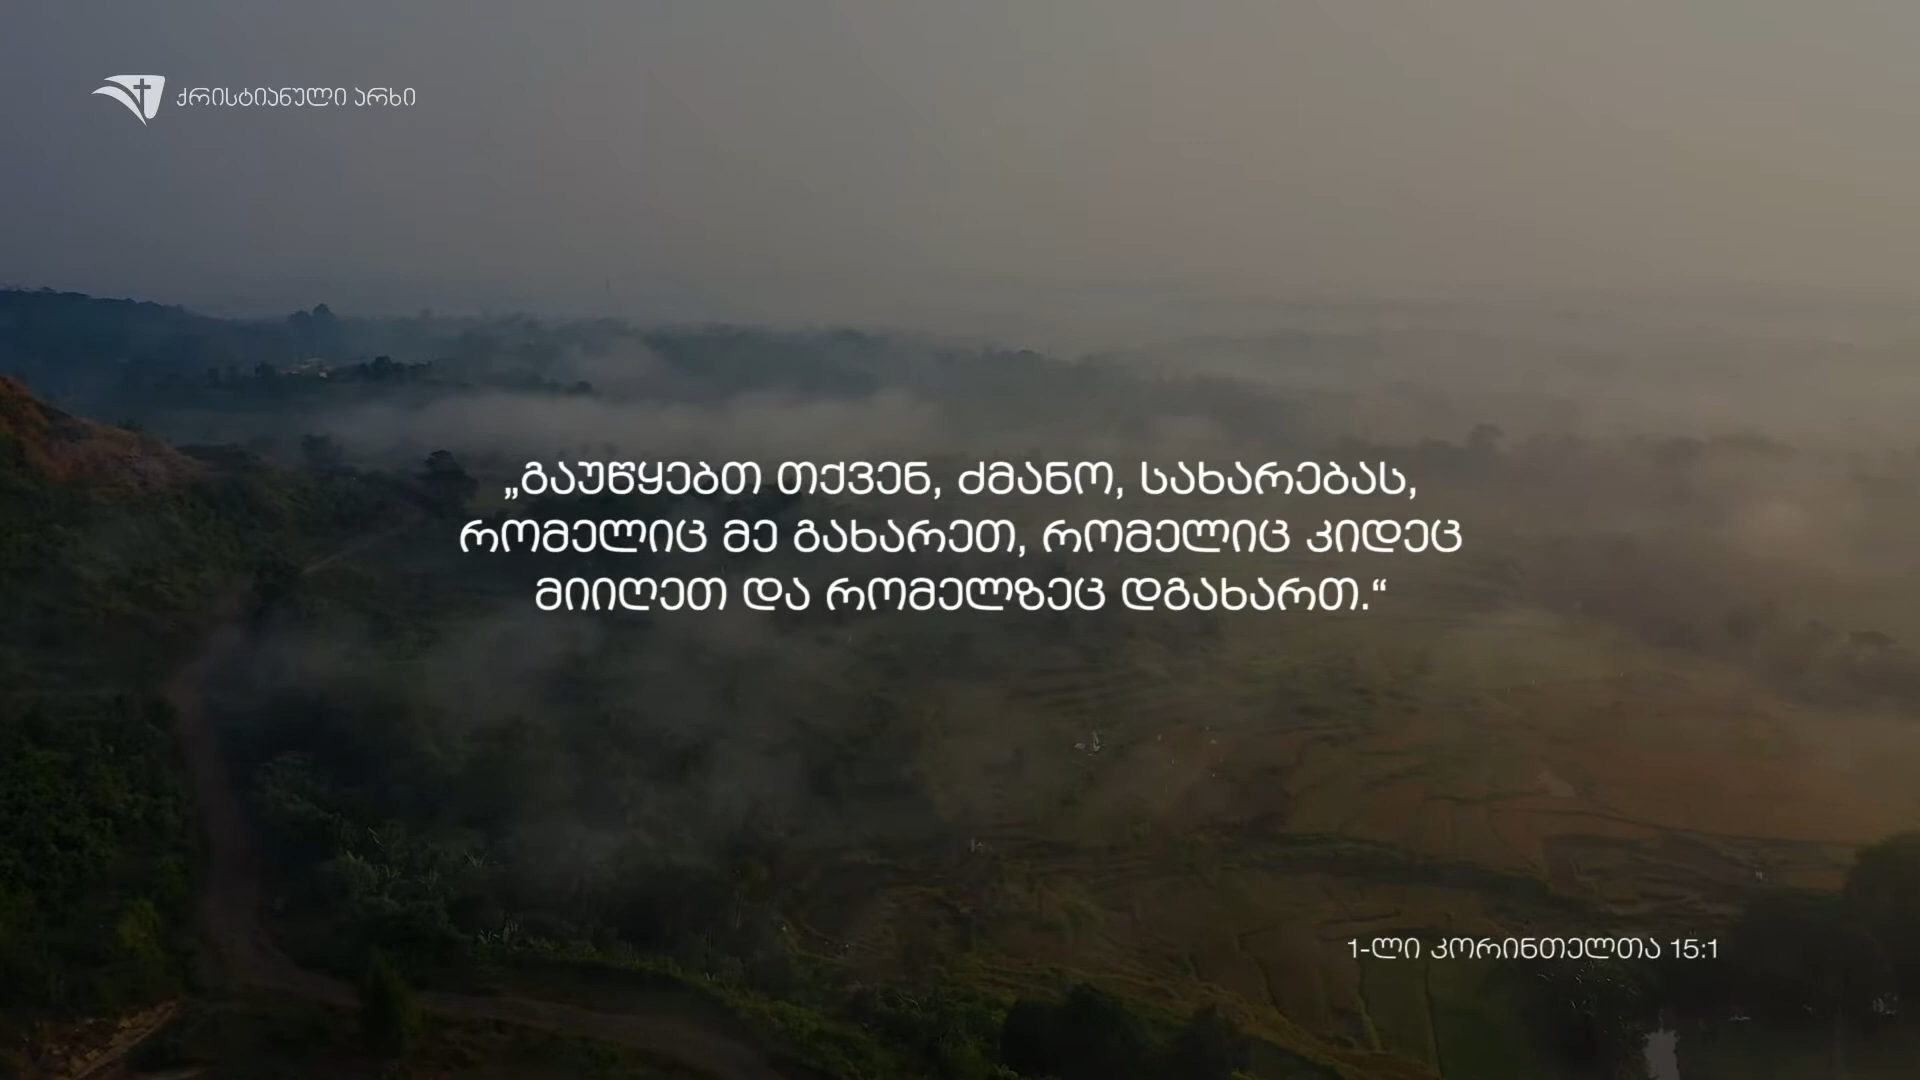 ქრისტიანული არხი
„გაუწყებთ თქვენ, ძმანო, სახარებას,
რომელიც მე გახარეთ, რომელიც კიდეც
მიიღეთ და რომელზეც დგახართ.“
1-ლი კორინთელთა 15:1